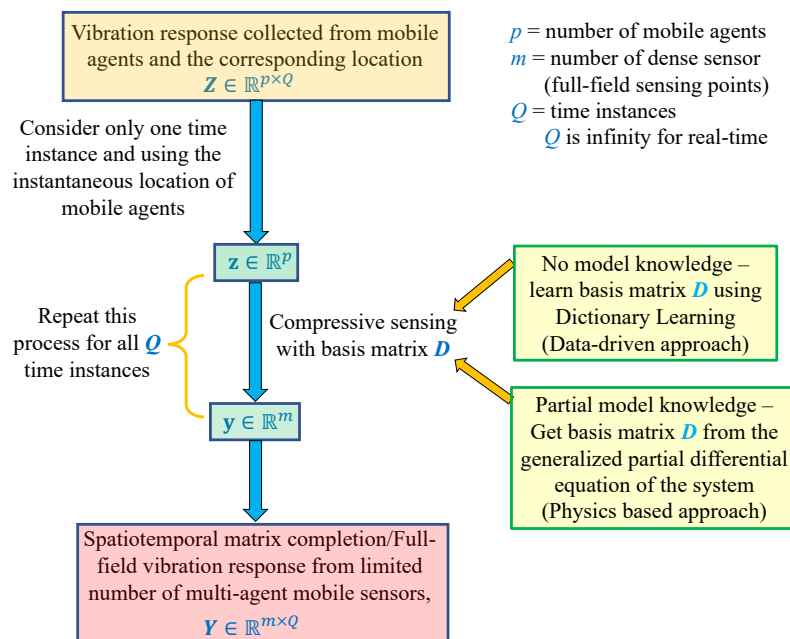 Vibration response collected from mobile
agents and the corresponding location
Z ∈ ℝ^{p×Q}
p = number of mobile agents
m = number of dense sensor
(full-field sensing points)
Q = time instances
Q is infinity for real-time
Consider only one time
instance and using the
instantaneous location of
mobile agents
z ∈ ℝ^p
Repeat this
process for all Q
time instances
Compressive sensing
with basis matrix D
No model knowledge –
learn basis matrix D using
Dictionary Learning
(Data-driven approach)
y ∈ ℝ^m
Partial model knowledge –
Get basis matrix D from the
generalized partial differential
equation of the system
(Physics based approach)
Spatiotemporal matrix completion/Full-
field vibration response from limited
number of multi-agent mobile sensors,
Y ∈ ℝ^{m×Q}